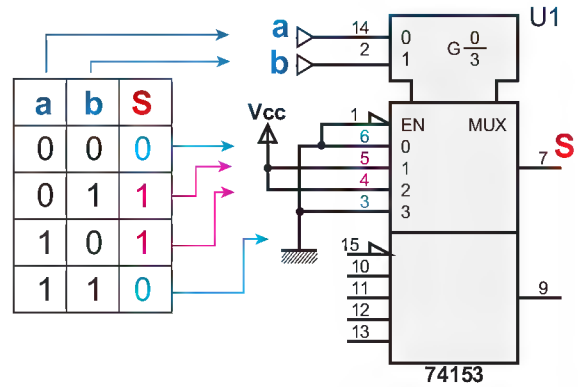 U1
a 14 0 G 0/3
b 2 1
a b S
0 0 0
0 1 1
1 0 1
1 1 0
Vcc
1 EN MUX
6 0
5 1 7 S
4 2
3 3
15
10
11 9
12
13
74153